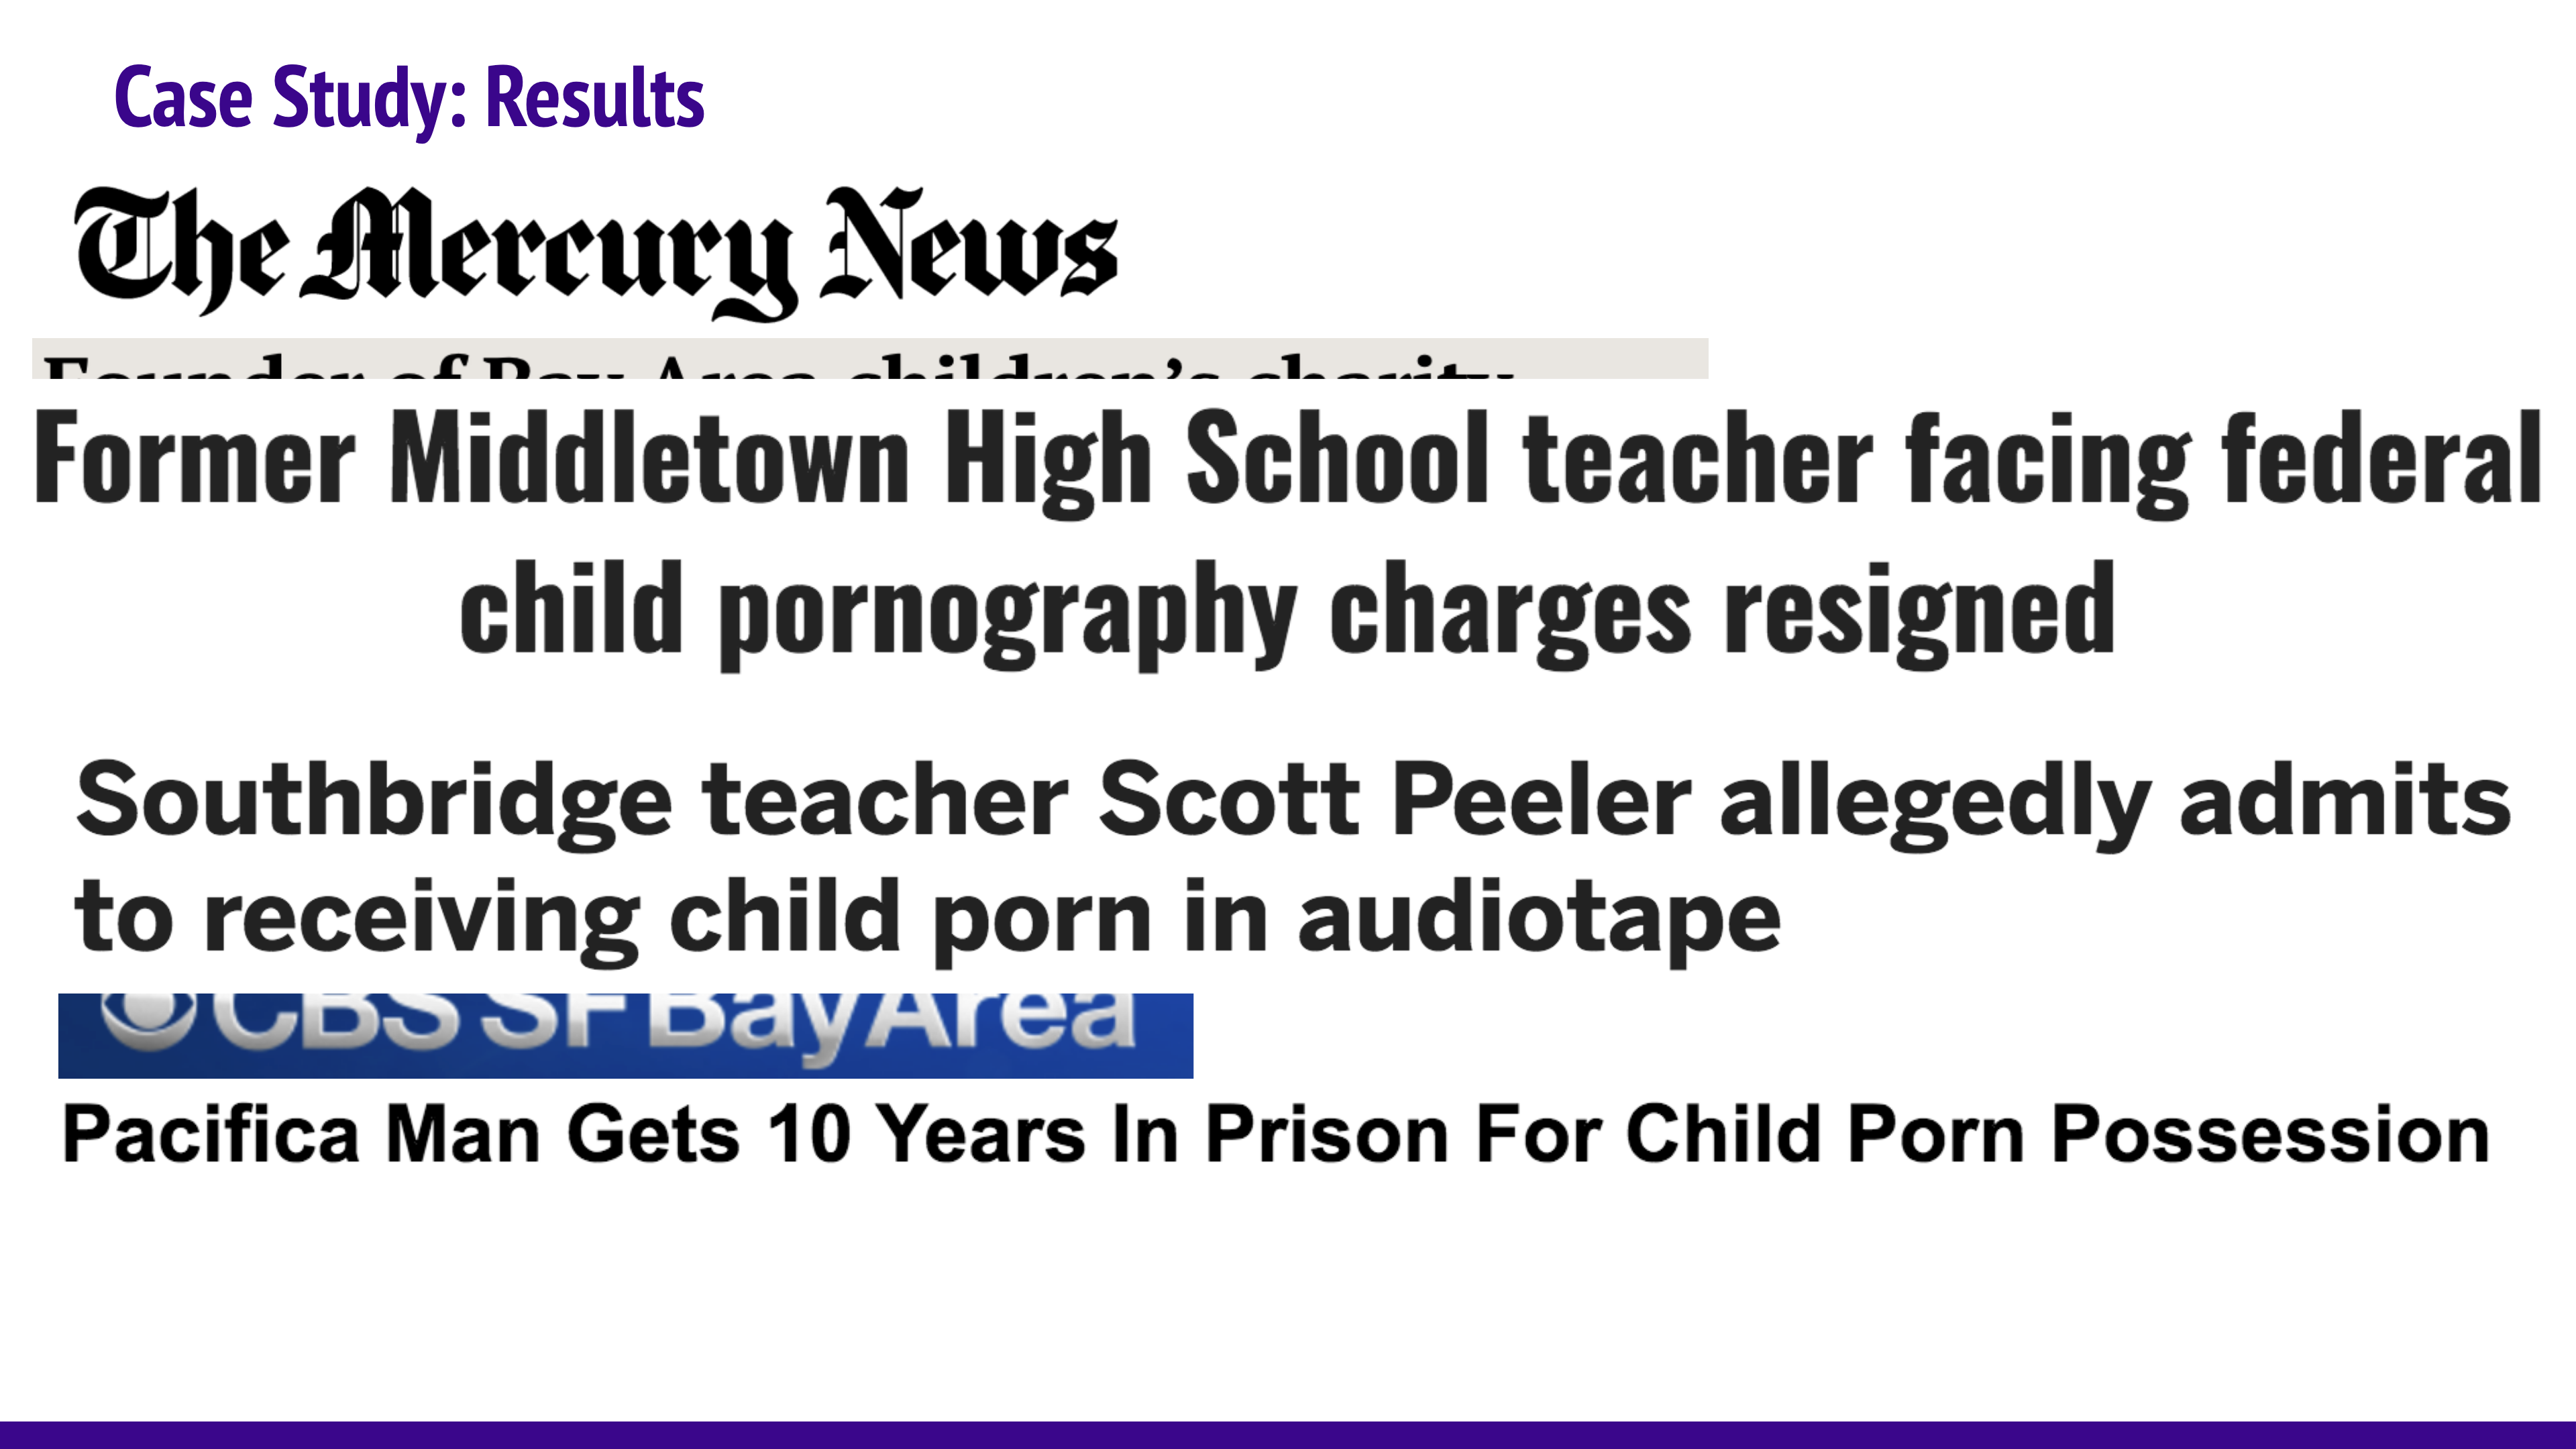 Case Study: Results
The Mercury News
Founder of Bay Area children's charity
Former Middletown High School teacher facing federal
child pornography charges resigned
Southbridge teacher Scott Peeler allegedly admits
to receiving child porn in audiotape
CBS SF Bay Area
Pacifica Man Gets 10 Years In Prison For Child Porn Possession